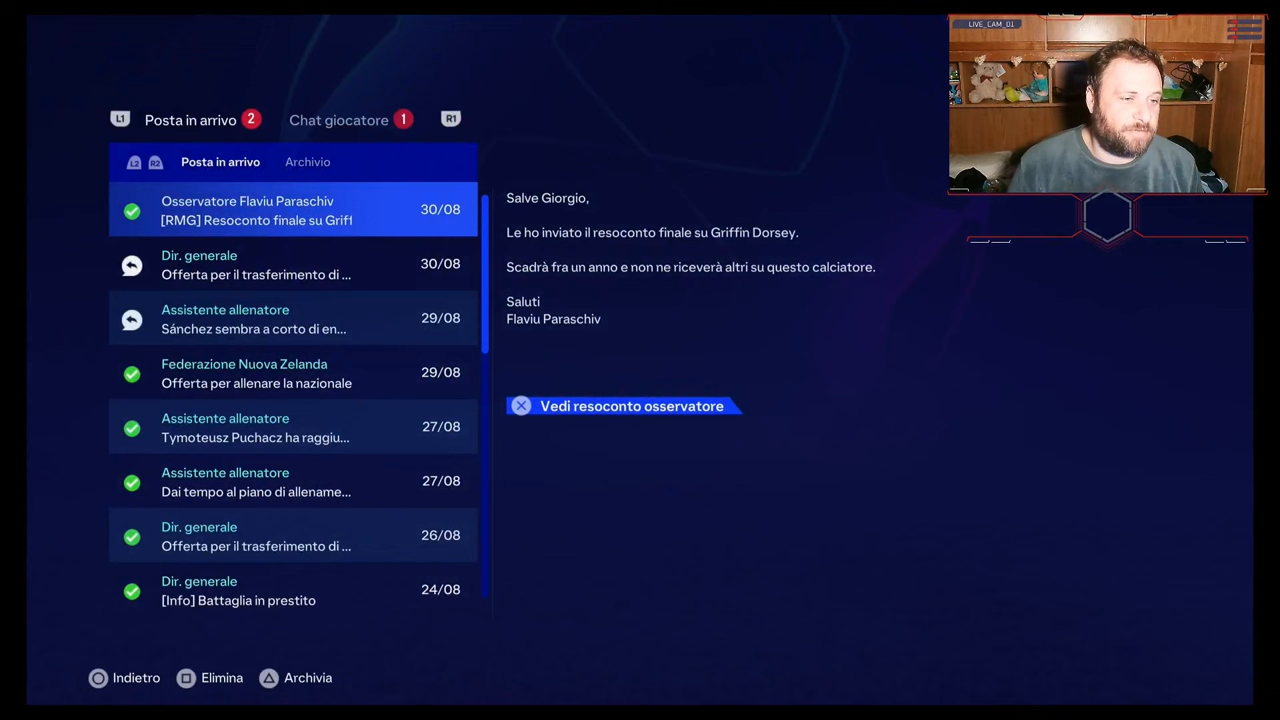 LIVE_CAM_01
L1 Posta in arrivo 2 Chat giocatore 1 R1
L2 R2 Posta in arrivo Archivio
Osservatore Flaviu Paraschiv
[RMG] Resoconto finale su Griff
30/08
Dir. generale
Offerta per il trasferimento di ...
30/08
Assistente allenatore
Sánchez sembra a corto di en...
29/08
Federazione Nuova Zelanda
Offerta per allenare la nazionale
29/08
Assistente allenatore
Tymoteusz Puchacz ha raggiu...
27/08
Assistente allenatore
Dai tempo al piano di allename...
27/08
Dir. generale
Offerta per il trasferimento di ...
26/08
Dir. generale
[Info] Battaglia in prestito
24/08
Salve Giorgio,
Le ho inviato il resoconto finale su Griffin Dorsey.
Scadrà fra un anno e non ne riceverà altri su questo calciatore.
Saluti
Flaviu Paraschiv
Vedi resoconto osservatore
Indietro Elimina Archivia